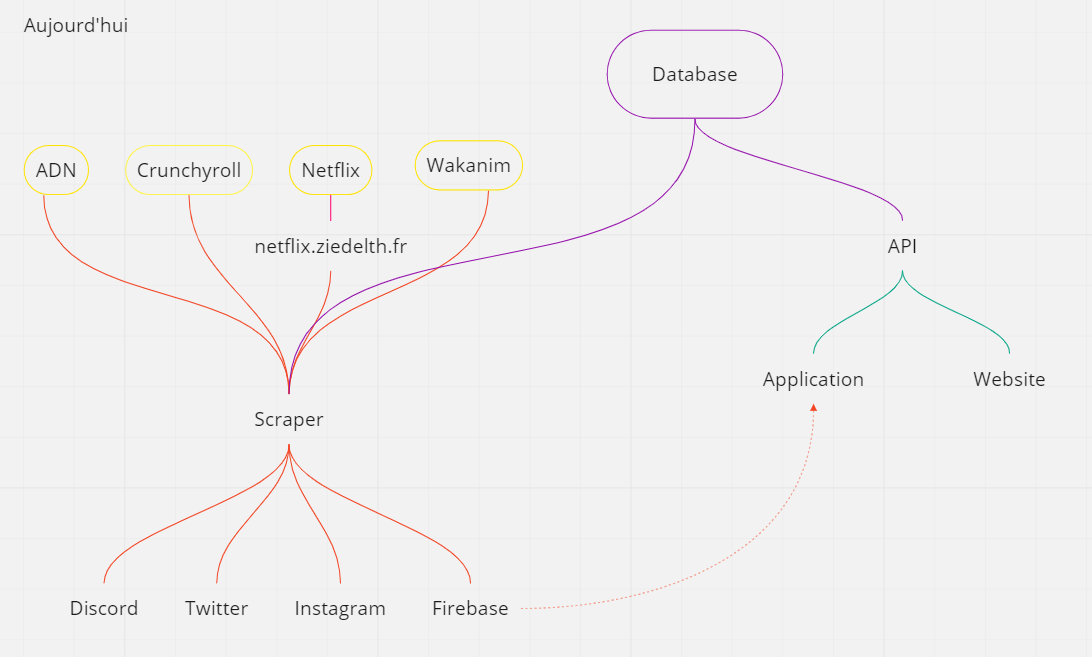 Aujourd'hui
Database
ADN
Crunchyroll
Netflix
Wakanim
netflix.ziedelth.fr
API
Application
Website
Scraper
Discord
Twitter
Instagram
Firebase